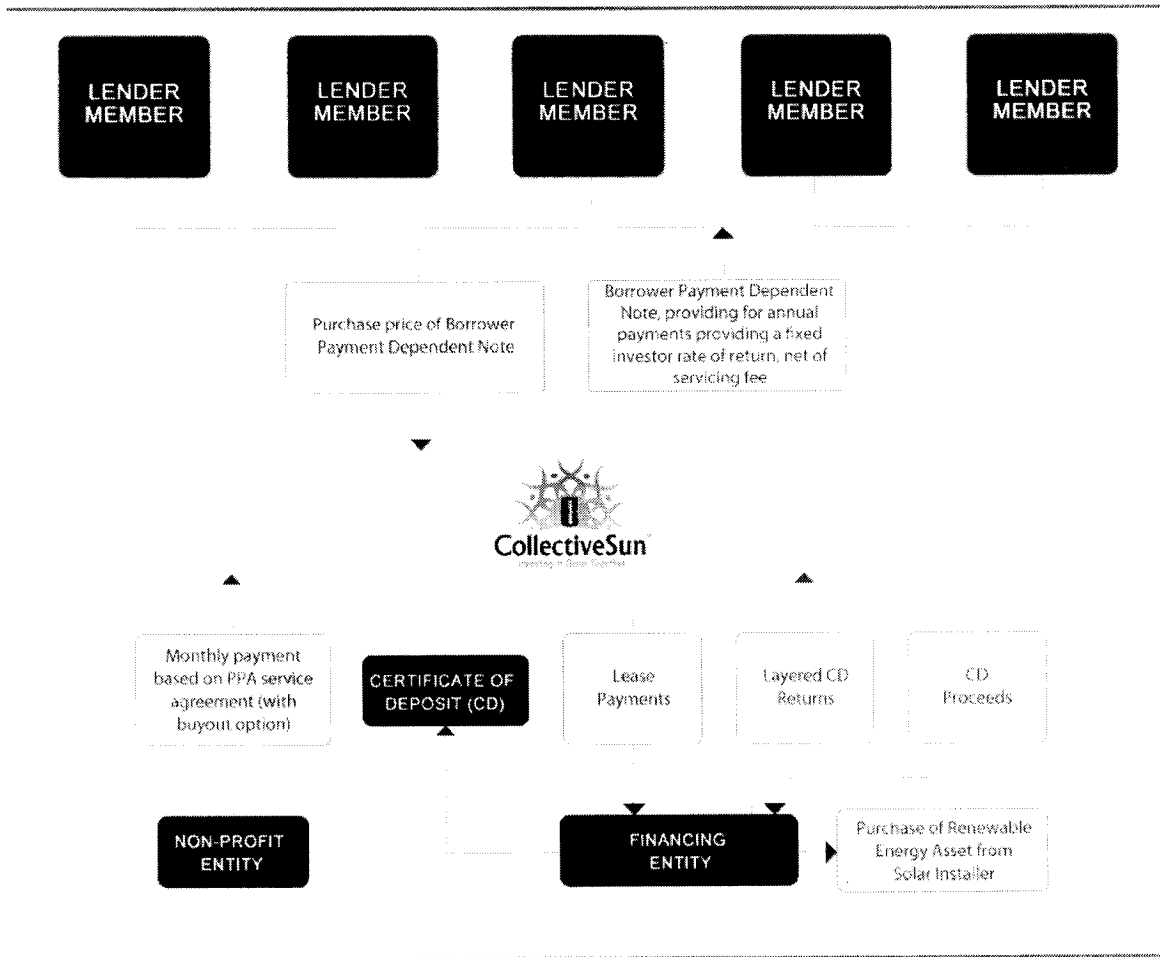 LENDER
MEMBER
LENDER
MEMBER
LENDER
MEMBER
LENDER
MEMBER
LENDER
MEMBER
Purchase price of Borrower
Payment Dependent Note
Borrower Payment Dependent
Note, providing for annual
payments providing a fixed
investor rate of return, net of
servicing fee
CollectiveSun
Monthly payment
based on PPA service
agreement (with
buyout option)
CERTIFICATE OF
DEPOSIT (CD)
Lease
Payments
Layered CD
Returns
CD
Proceeds
NON-PROFIT
ENTITY
FINANCING
ENTITY
Purchase of Renewable
Energy Asset from
Solar Installer